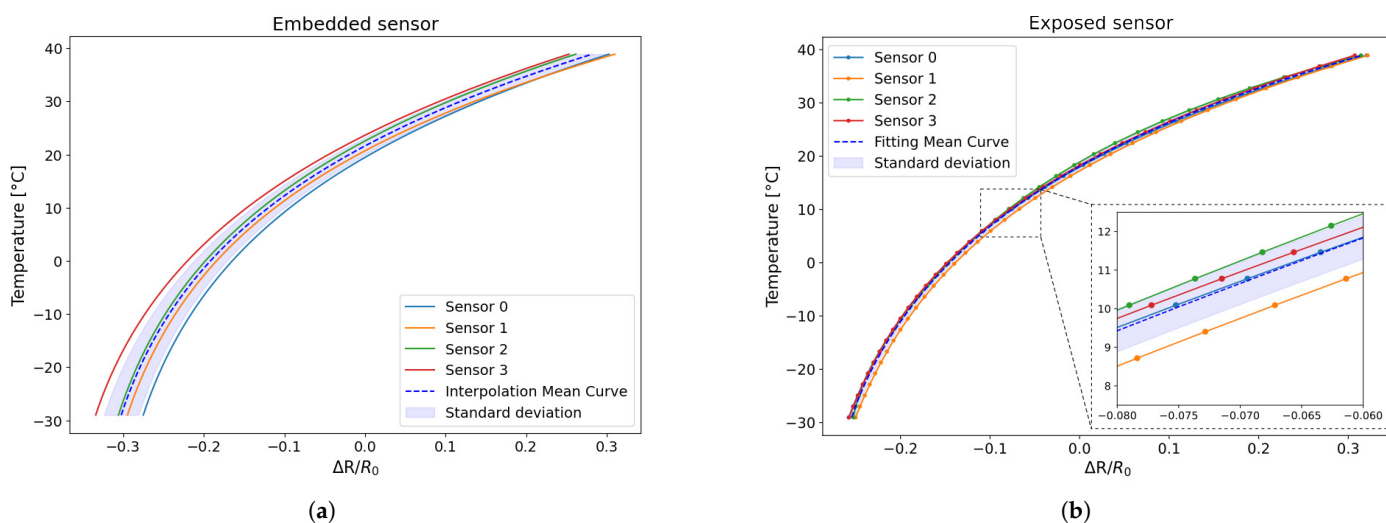 Embedded sensor
40
30
20
10
0
−10
−20
−30
Temperature [°C]
Sensor 0
Sensor 1
Sensor 2
Sensor 3
Interpolation Mean Curve
Standard deviation
−0.3 −0.2 −0.1 0.0 0.1 0.2 0.3
ΔR/R₀
(a)
Exposed sensor
40
30
20
10
0
−10
−20
−30
Temperature [°C]
Sensor 0
Sensor 1
Sensor 2
Sensor 3
Fitting Mean Curve
Standard deviation
12
11
10
9
8
−0.080 −0.075 −0.070 −0.065 −0.060
−0.2 −0.1 0.0 0.1 0.2 0.3
ΔR/R₀
(b)